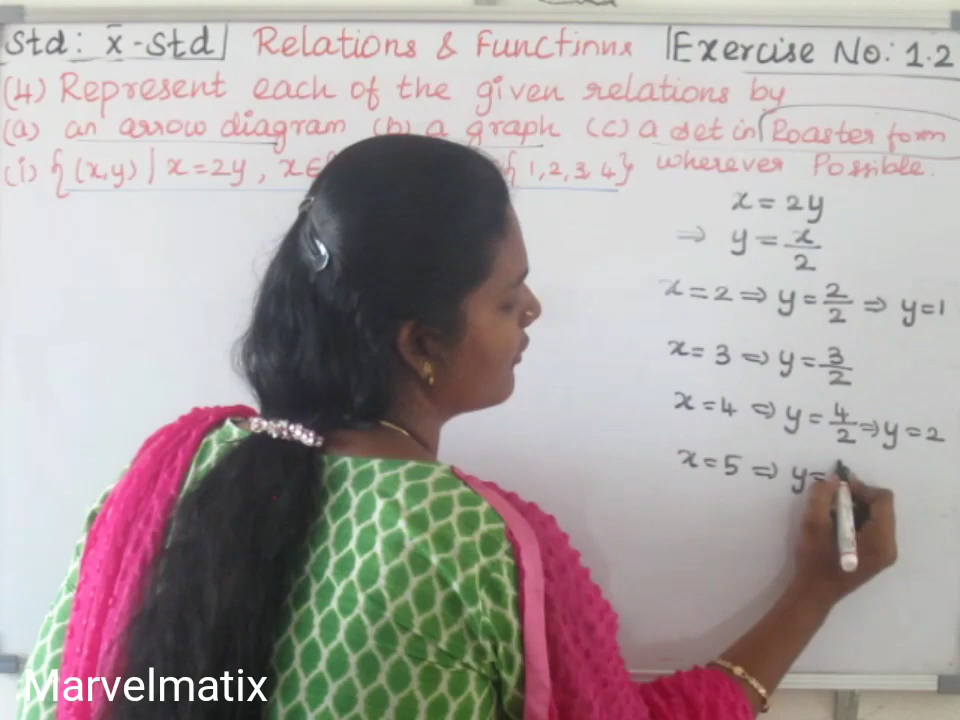 Std: x̄ - Std Relations & Functions Exercise No: 1.2
(4) Represent each of the given relations by
(a) an arrow diagram (b) a graph (c) a set in Roaster form
(i) {(x,y) | x = 2y, x ∈ { 1, 2, 3, 4} wherever Possible.
x = 2y
⇒ y = x/2
x = 2 ⇒ y = 2/2 ⇒ y = 1
x = 3 ⇒ y = 3/2
x = 4 ⇒ y = 4/2 ⇒ y = 2
x = 5 ⇒ y =
Marvelmatix